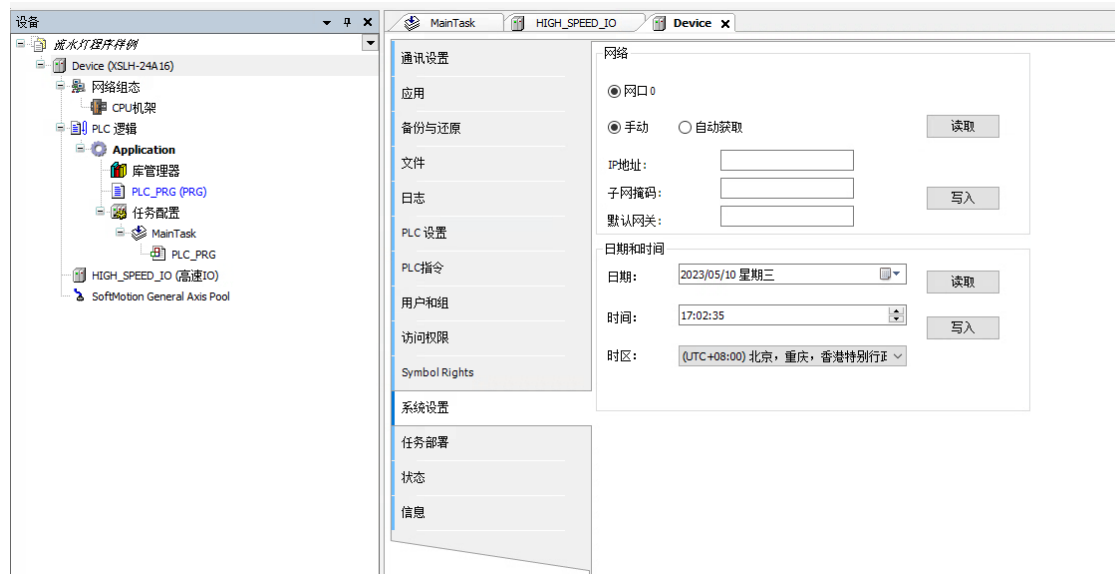 设备
流水灯程序样例
Device (XSLH-24A16)
网络组态
CPU机架
PLC 逻辑
Application
库管理器
PLC_PRG (PRG)
任务配置
MainTask
PLC_PRG
HIGH_SPEED_IO (高速IO)
SoftMotion General Axis Pool
MainTask
HIGH_SPEED_IO
Device
通讯设置
应用
备份与还原
文件
日志
PLC 设置
PLC指令
用户和组
访问权限
Symbol Rights
系统设置
任务部署
状态
信息
网络
网口 0
手动
自动获取
读取
IP地址:
子网掩码:
写入
默认网关:
日期和时间
日期:
2023/05/10 星期三
读取
时间:
17:02:35
写入
时区:
(UTC+08:00) 北京，重庆，香港特别行政